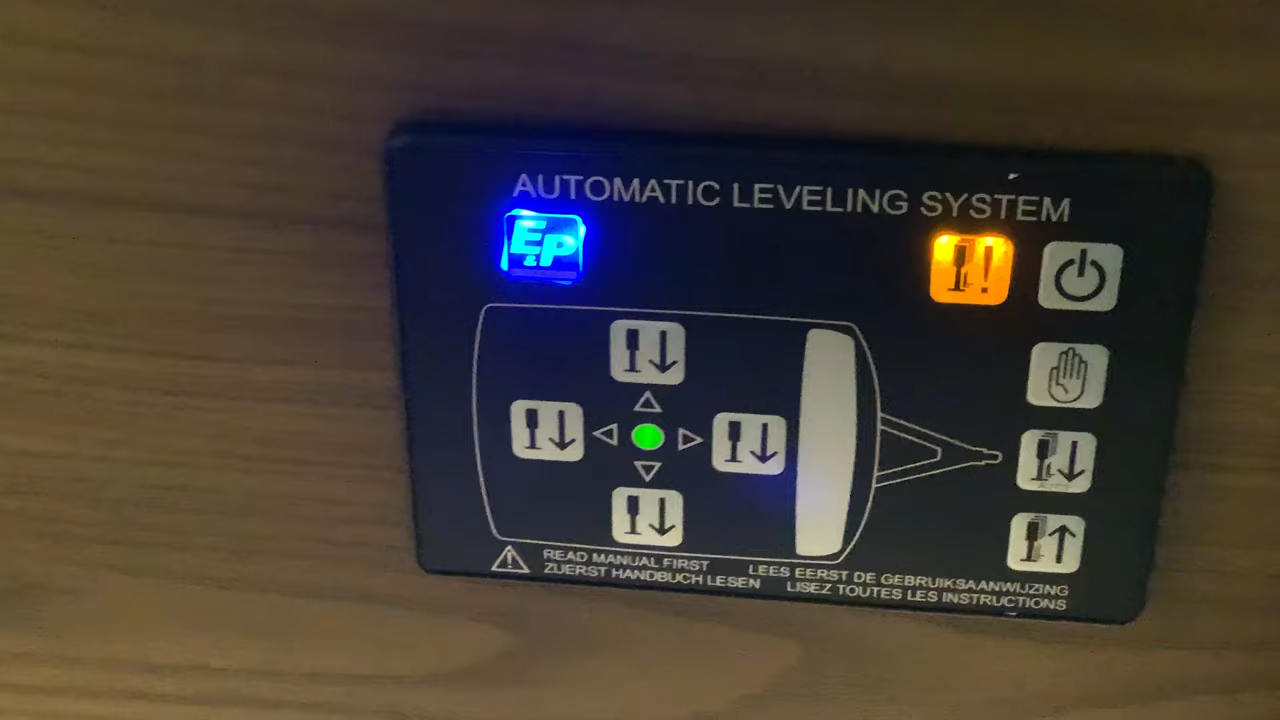 AUTOMATIC LEVELING SYSTEM
E&P
!
READ MANUAL FIRST
ZUERST HANDBUCH LESEN
LEES EERST DE GEBRUIKSAANWIJZING
LISEZ TOUTES LES INSTRUCTIONS